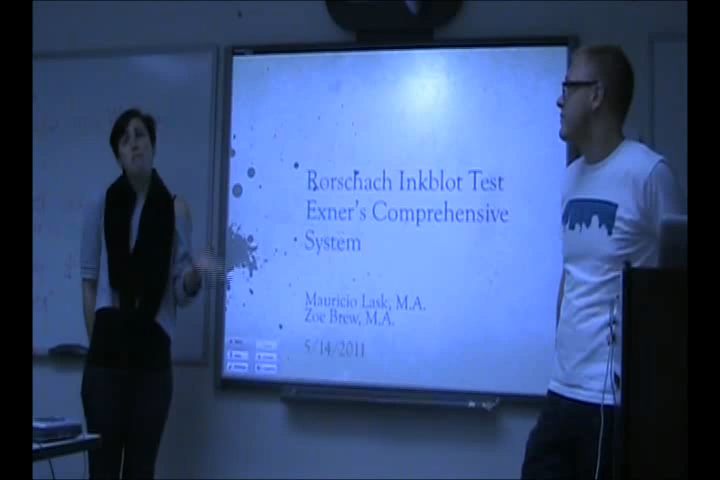 Rorschach Inkblot Test
Exner's Comprehensive
System
Mauricio Lask, M.A.
Zoe Brew, M.A.
5/14/2011